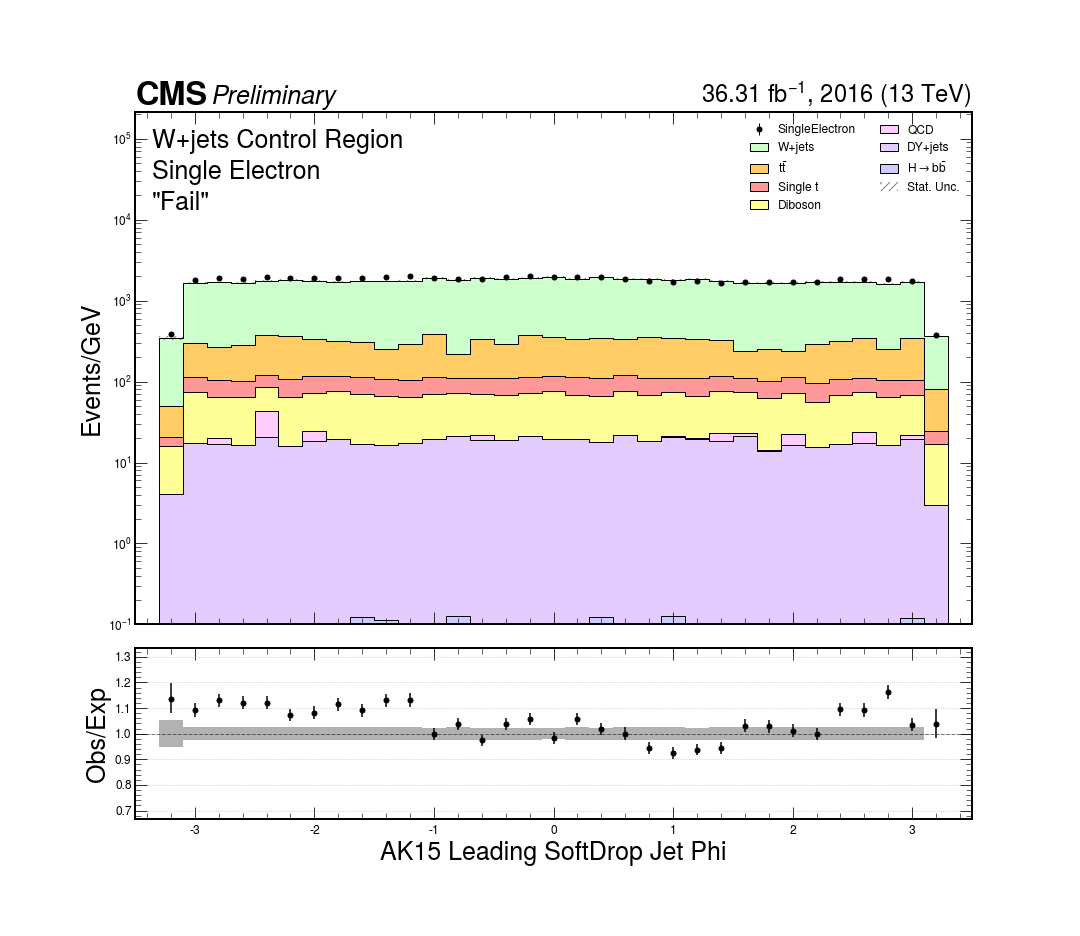 CMS Preliminary
36.31 fb⁻¹, 2016 (13 TeV)
W+jets Control Region
Single Electron
"Fail"
SingleElectron
W+jets
tt̄
Single t
Diboson
QCD
DY+jets
H→bb̄
Stat. Unc.
Events/GeV
10⁵
10⁴
10³
10²
10¹
10⁰
10⁻¹
Obs/Exp
1.3
1.2
1.1
1.0
0.9
0.8
0.7
-3 -2 -1 0 1 2 3
AK15 Leading SoftDrop Jet Phi